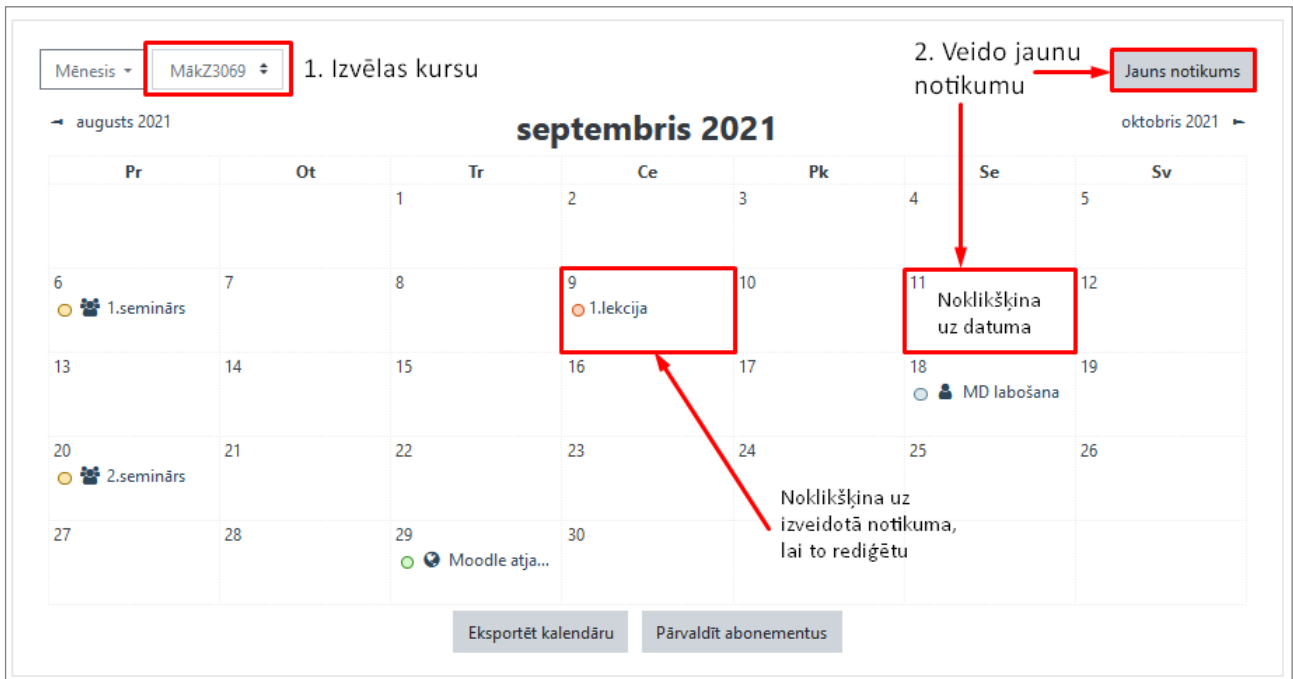 Mēnesis
MākZ3069
1. Izvēlas kursu
2. Veido jaunu
notikumu
Jauns notikums
augusts 2021
septembris 2021
oktobris 2021
Pr Ot Tr Ce Pk Se Sv
1 2 3 4 5
6 7 8 9 10 11 12
1.seminārs
1.lekcija
Noklikšķina
uz datuma
13 14 15 16 17 18 19
MD labošana
20 21 22 23 24 25 26
2.seminārs
Noklikšķina uz
izveidotā notikuma,
lai to rediģētu
27 28 29 30
Moodle atja...
Eksportēt kalendāru
Pārvaldīt abonementus